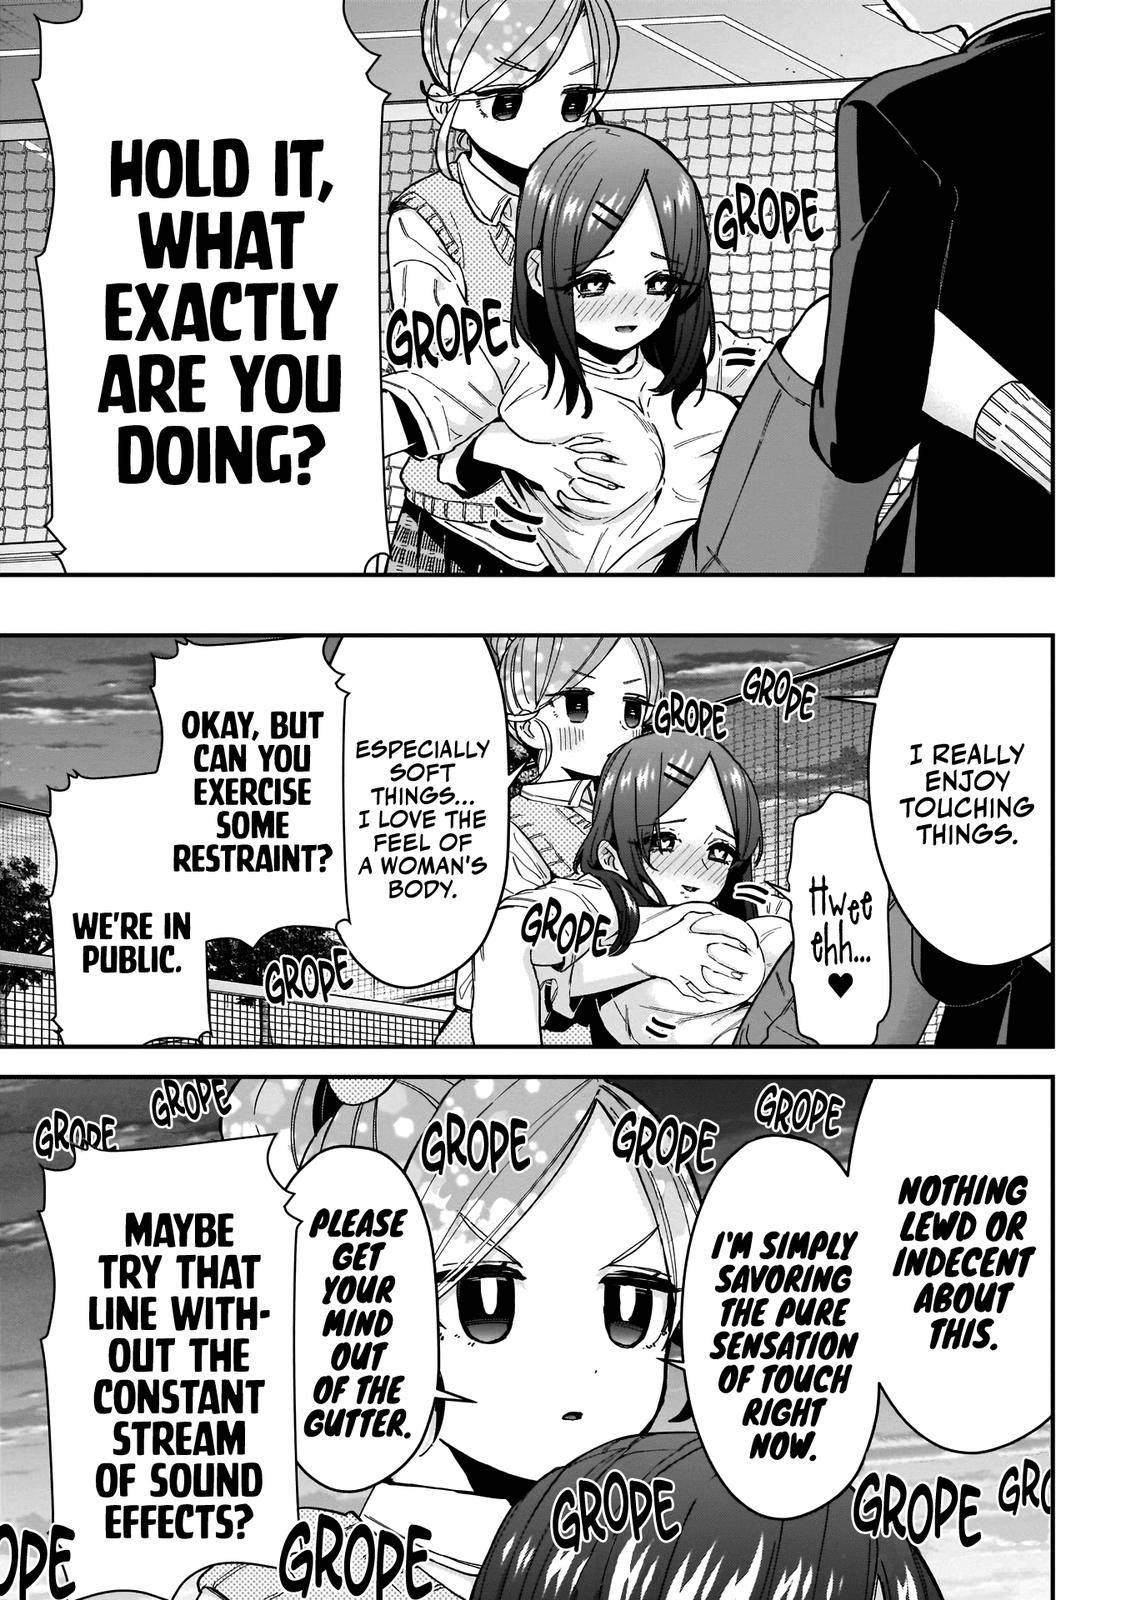 HOLD IT,
WHAT
EXACTLY
ARE YOU
DOING?
GROPE
GROPE
I REALLY
ENJOY
TOUCHING
THINGS.
GROPE
GROPE
Hwee
ehh...♥
ESPECIALLY
SOFT
THINGS...
I LOVE THE
FEEL OF
A WOMAN'S
BODY.
GROPE
GROPE
OKAY, BUT
CAN YOU
EXERCISE
SOME
RESTRAINT?
WE'RE IN
PUBLIC.
NOTHING
LEWD OR
INDECENT
ABOUT
THIS.
GROPE
I'M SIMPLY
SAVORING
THE PURE
SENSATION
OF TOUCH
RIGHT
NOW.
GROPE
GROPE
PLEASE
GET
YOUR
MIND
OUT
OF THE
GUTTER.
GROPE
GROPE
MAYBE
TRY THAT
LINE WITH-
OUT THE
CONSTANT
STREAM
OF SOUND
EFFECTS?
GRO
GROPE
GROPE
GROPE
OPE